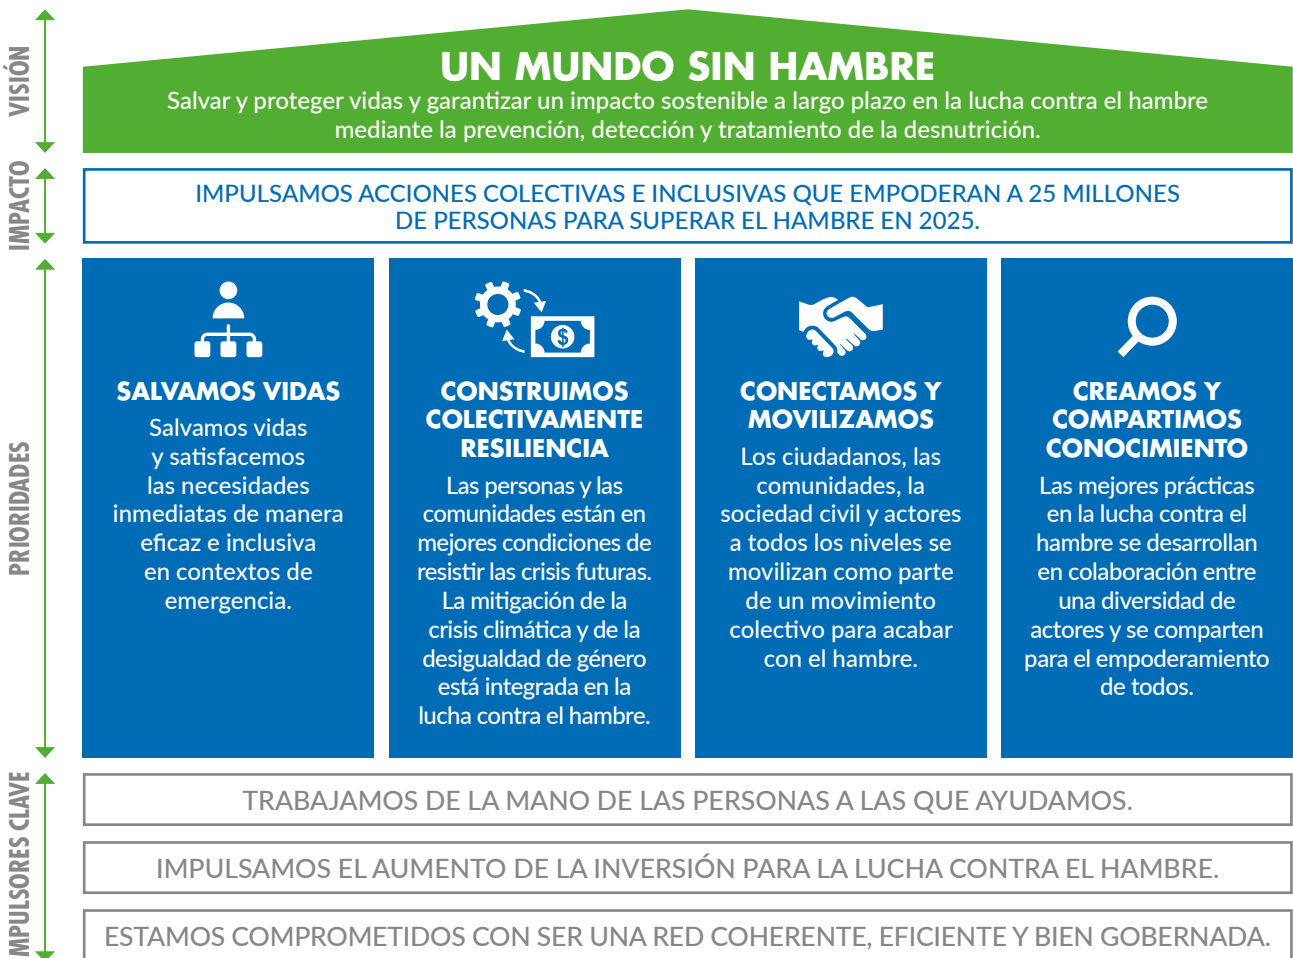 VISIÓN
UN MUNDO SIN HAMBRE
Salvar y proteger vidas y garantizar un impacto sostenible a largo plazo en la lucha contra el hambre
mediante la prevención, detección y tratamiento de la desnutrición.
IMPACTO
IMPULSAMOS ACCIONES COLECTIVAS E INCLUSIVAS QUE EMPODERAN A 25 MILLONES
DE PERSONAS PARA SUPERAR EL HAMBRE EN 2025.
PRIORIDADES
SALVAMOS VIDAS
Salvamos vidas
y satisfacemos
las necesidades
inmediatas de manera
eficaz e inclusiva
en contextos de
emergencia.
$
CONSTRUIMOS
COLECTIVAMENTE
RESILIENCIA
Las personas y las
comunidades están en
mejores condiciones de
resistir las crisis futuras.
La mitigación de la
crisis climática y de la
desigualdad de género
está integrada en la
lucha contra el hambre.
CONECTAMOS Y
MOVILIZAMOS
Los ciudadanos, las
comunidades, la
sociedad civil y actores
a todos los niveles se
movilizan como parte
de un movimiento
colectivo para acabar
con el hambre.
CREAMOS Y
COMPARTIMOS
CONOCIMIENTO
Las mejores prácticas
en la lucha contra el
hambre se desarrollan
en colaboración entre
una diversidad de
actores y se comparten
para el empoderamiento
de todos.
MPULSORES CLAVE
TRABAJAMOS DE LA MANO DE LAS PERSONAS A LAS QUE AYUDAMOS.
IMPULSAMOS EL AUMENTO DE LA INVERSIÓN PARA LA LUCHA CONTRA EL HAMBRE.
ESTAMOS COMPROMETIDOS CON SER UNA RED COHERENTE, EFICIENTE Y BIEN GOBERNADA.